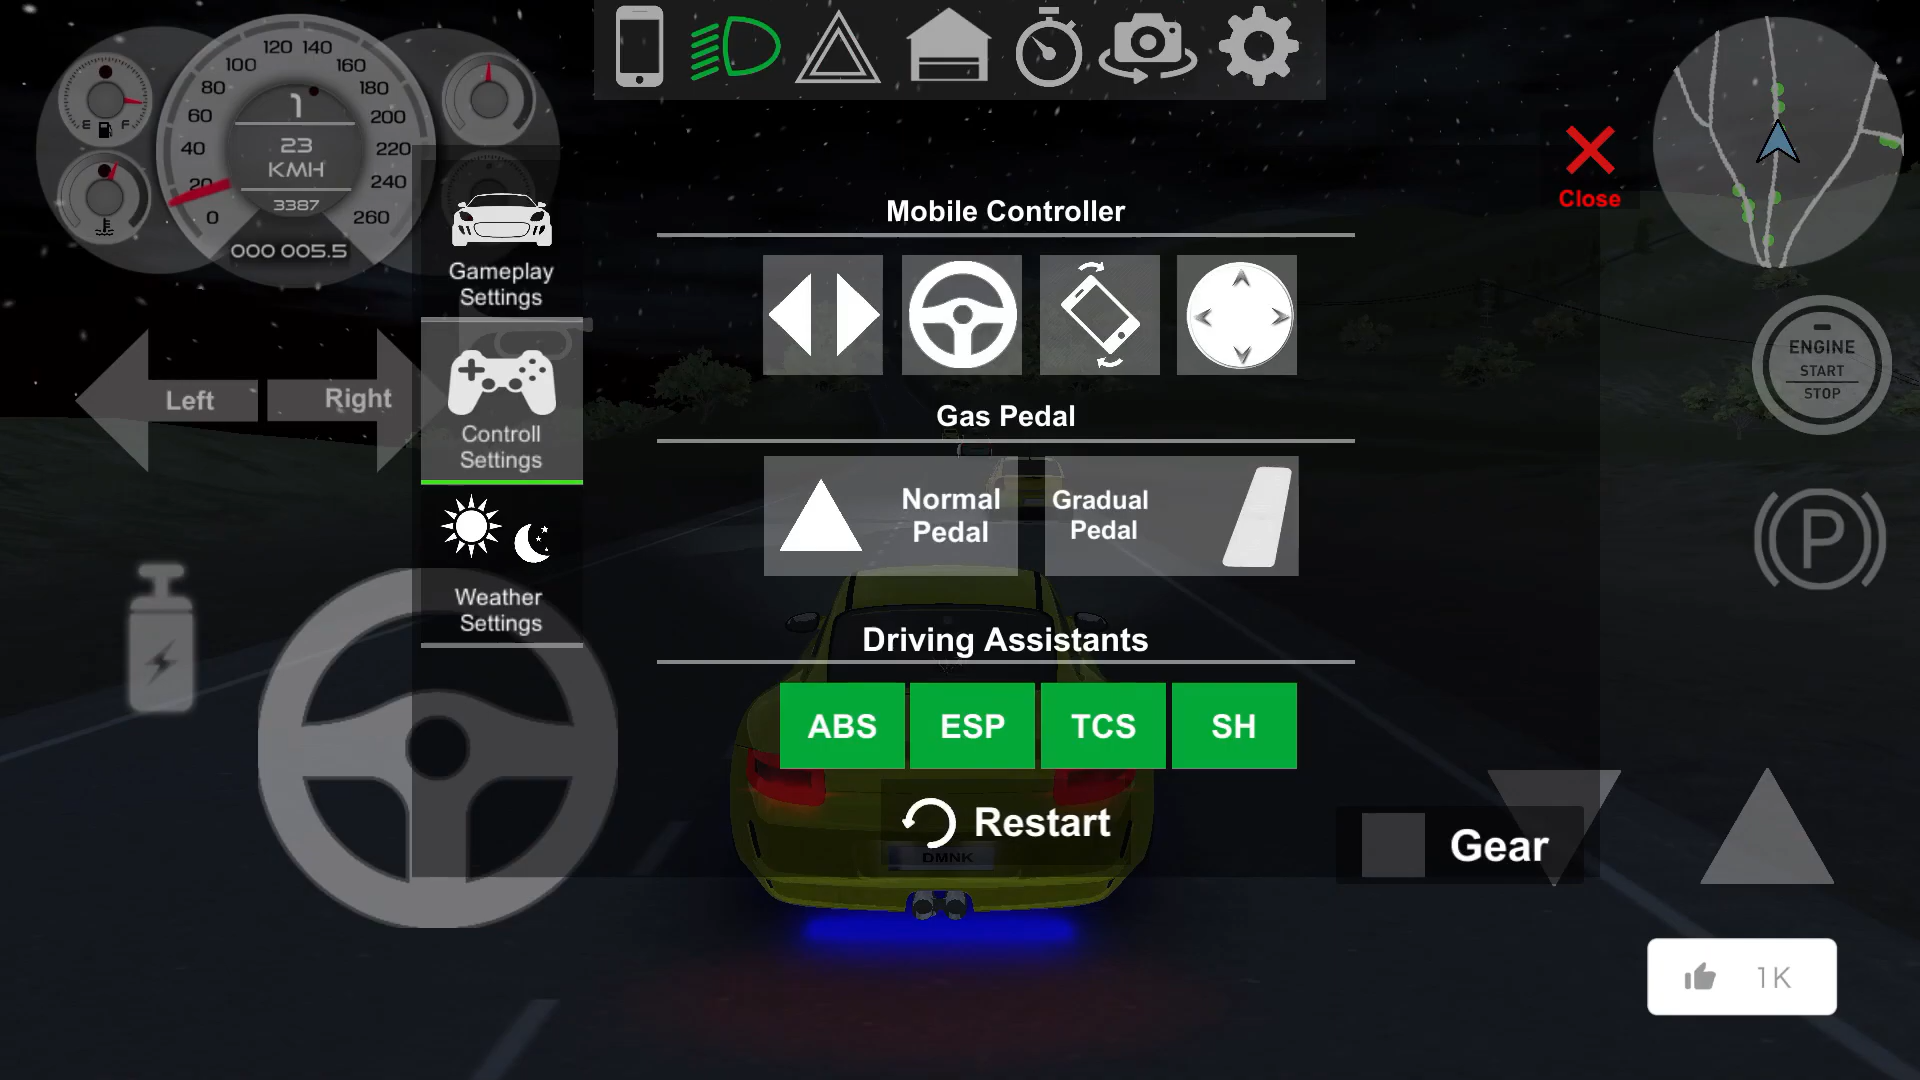 120 140
100 160
80 180
60 200
40 220
20 240
0 260
1
23
KMH
3387
000 005.5
E F
Close
Gameplay
Settings
Mobile Controller
ENGINE
START
STOP
Left
Right
Controll
Settings
Gas Pedal
Normal
Pedal
Gradual
Pedal
P
Weather
Settings
Driving Assistants
ABS ESP TCS SH
Restart
Gear
DMNK
1K